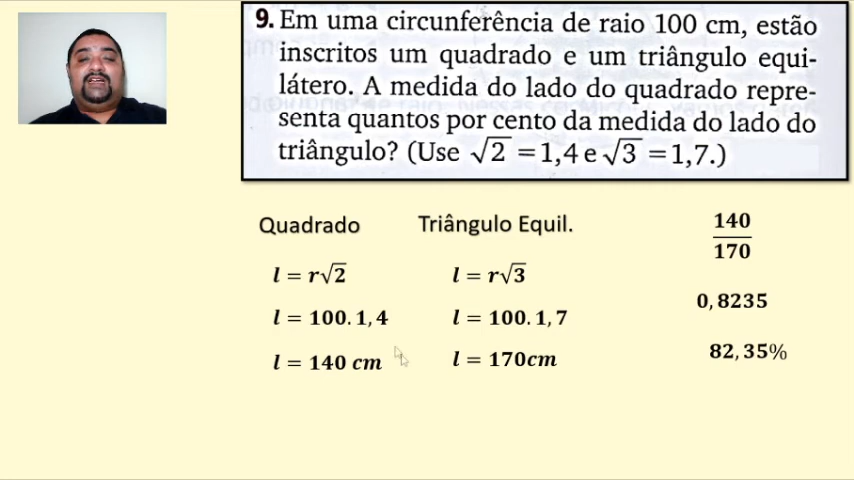 9. Em uma circunferência de raio 100 cm, estão
inscritos um quadrado e um triângulo equi-
látero. A medida do lado do quadrado repre-
senta quantos por cento da medida do lado do
triângulo? (Use √2 = 1,4 e √3 = 1,7.)
Quadrado
l = r√2
l = 100. 1, 4
l = 140 cm
Triângulo Equil.
l = r√3
l = 100. 1, 7
l = 170cm
140
170
0, 8235
82, 35%